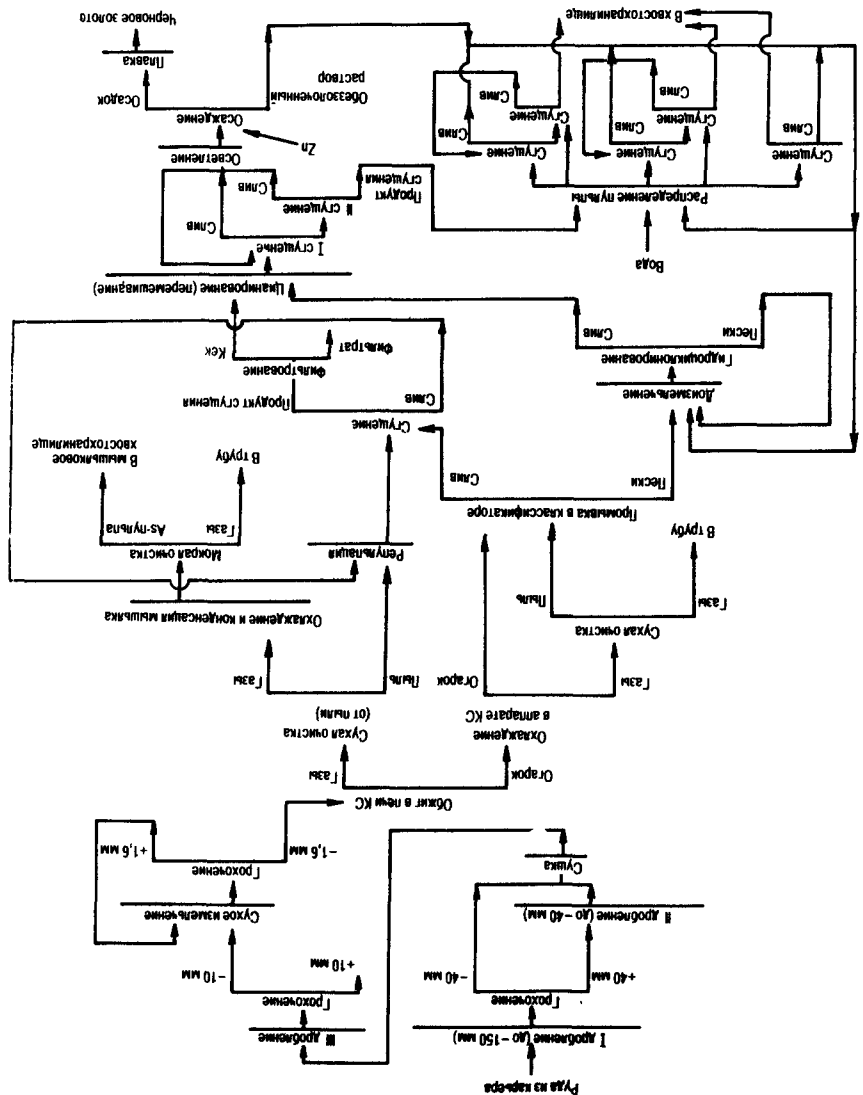 Руда из карьера
I дробление (до −150 мм)
Грохочение
+40 мм
−40 мм
II дробление (до −40 мм)
Сушка
III дробление
Грохочение
+10 мм
−10 мм
Сухое измельчение
Грохочение
−1,6 мм
+1,6 мм
Обжиг в печи КС
Огарок
Газы
Охлаждение
в аппарате КС
Сухая очистка
(от пыли)
Газы
Огарок
Пыль
Газы
Сухая очистка
Охлаждение и конденсация мышьяка
Газы
Пыль
В трубу
Репульпация
Мокрая очистка
Газы
As-пульпа
В трубу
В мышьяковое
хвостохранилище
Промывка в классификаторе
Пески
Слив
Сгущение
Слив
Продукт сгущения
Фильтрование
Фильтрат
Кек
Доизмельчение
Гидроциклонирование
Пески
Слив
Цианирование (перемешивание)
Вода
I сгущение
Слив
II сгущение
Слив
Продукт
сгущения
Распределение пульпы
Осветление
Zn
Осаждение
Сгущение
Сгущение
Сгущение
Слив
Слив
Слив
Сгущение
Сгущение
Слив
Слив
Обеззолоченный
раствор
Осадок
Плавка
Черновое золото
В хвостохранилище